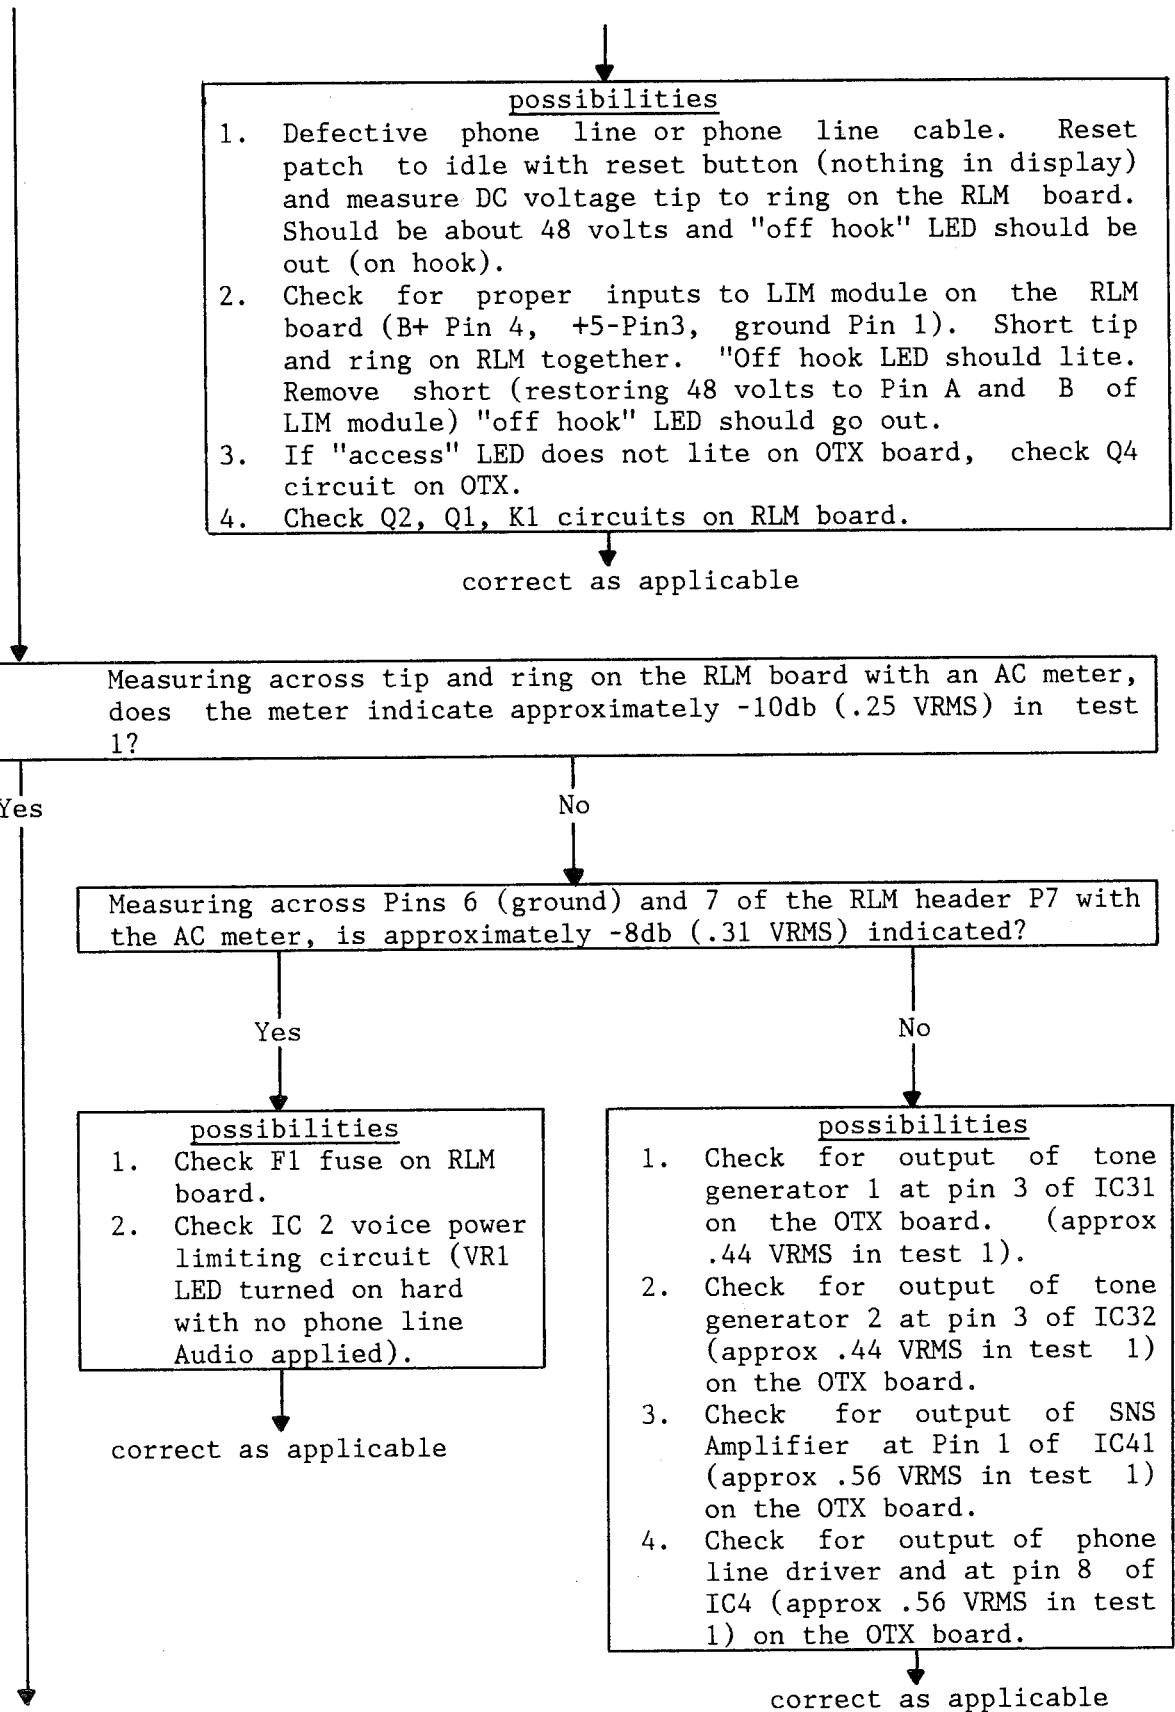 possibilities
1. Defective phone line or phone line cable. Reset
patch to idle with reset button (nothing in display)
and measure DC voltage tip to ring on the RLM board.
Should be about 48 volts and "off hook" LED should be
out (on hook).
2. Check for proper inputs to LIM module on the RLM
board (B+ Pin 4, +5-Pin3, ground Pin 1). Short tip
and ring on RLM together. "Off hook LED should lite.
Remove short (restoring 48 volts to Pin A and B of
LIM module) "off hook" LED should go out.
3. If "access" LED does not lite on OTX board, check Q4
circuit on OTX.
4. Check Q2, Q1, K1 circuits on RLM board.
correct as applicable
Measuring across tip and ring on the RLM board with an AC meter,
does the meter indicate approximately -10db (.25 VRMS) in test
1?
Yes
No
Measuring across Pins 6 (ground) and 7 of the RLM header P7 with
the AC meter, is approximately -8db (.31 VRMS) indicated?
Yes
No
possibilities
1. Check F1 fuse on RLM
board.
2. Check IC 2 voice power
limiting circuit (VR1
LED turned on hard
with no phone line
Audio applied).
correct as applicable
possibilities
1. Check for output of tone
generator 1 at pin 3 of IC31
on the OTX board. (approx
.44 VRMS in test 1).
2. Check for output of tone
generator 2 at pin 3 of IC32
(approx .44 VRMS in test 1)
on the OTX board.
3. Check for output of SNS
Amplifier at Pin 1 of IC41
(approx .56 VRMS in test 1)
on the OTX board.
4. Check for output of phone
line driver and at pin 8 of
IC4 (approx .56 VRMS in test
1) on the OTX board.
correct as applicable